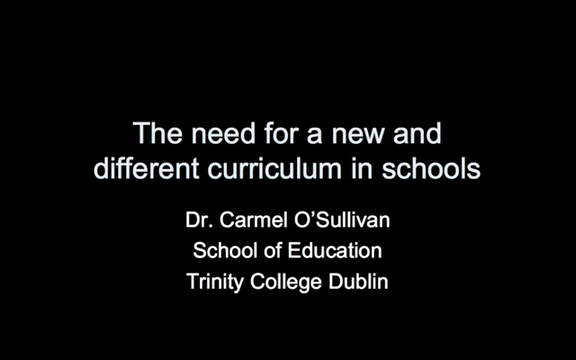 The need for a new and
different curriculum in schools
Dr. Carmel O’Sullivan
School of Education
Trinity College Dublin